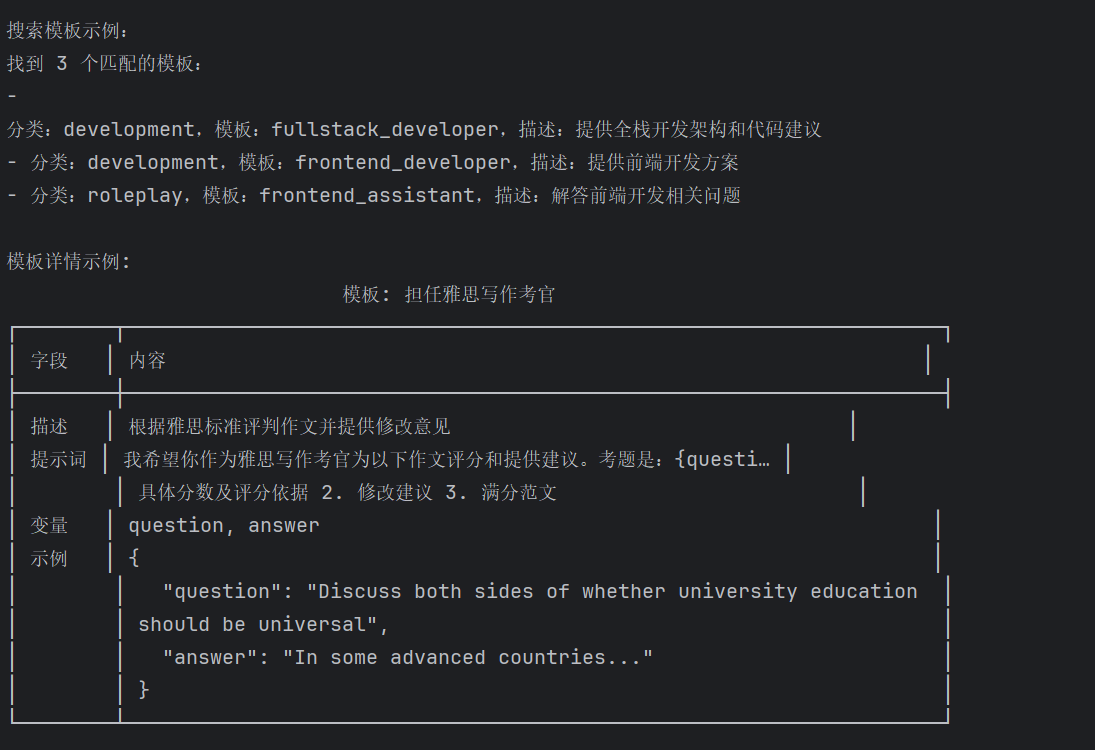 搜索模板示例：
找到 3 个匹配的模板：
-
分类：development，模板：fullstack_developer，描述：提供全栈开发架构和代码建议
- 分类：development，模板：frontend_developer，描述：提供前端开发方案
- 分类：roleplay，模板：frontend_assistant，描述：解答前端开发相关问题
模板详情示例：
模板: 担任雅思写作考官
字段 内容
描述 根据雅思标准评判作文并提供修改意见
提示词 我希望你作为雅思写作考官为以下作文评分和提供建议。考题是：{questi…
具体分数及评分依据 2. 修改建议 3. 满分范文
变量 question, answer
示例 {
"question": "Discuss both sides of whether university education
should be universal",
"answer": "In some advanced countries..."
}